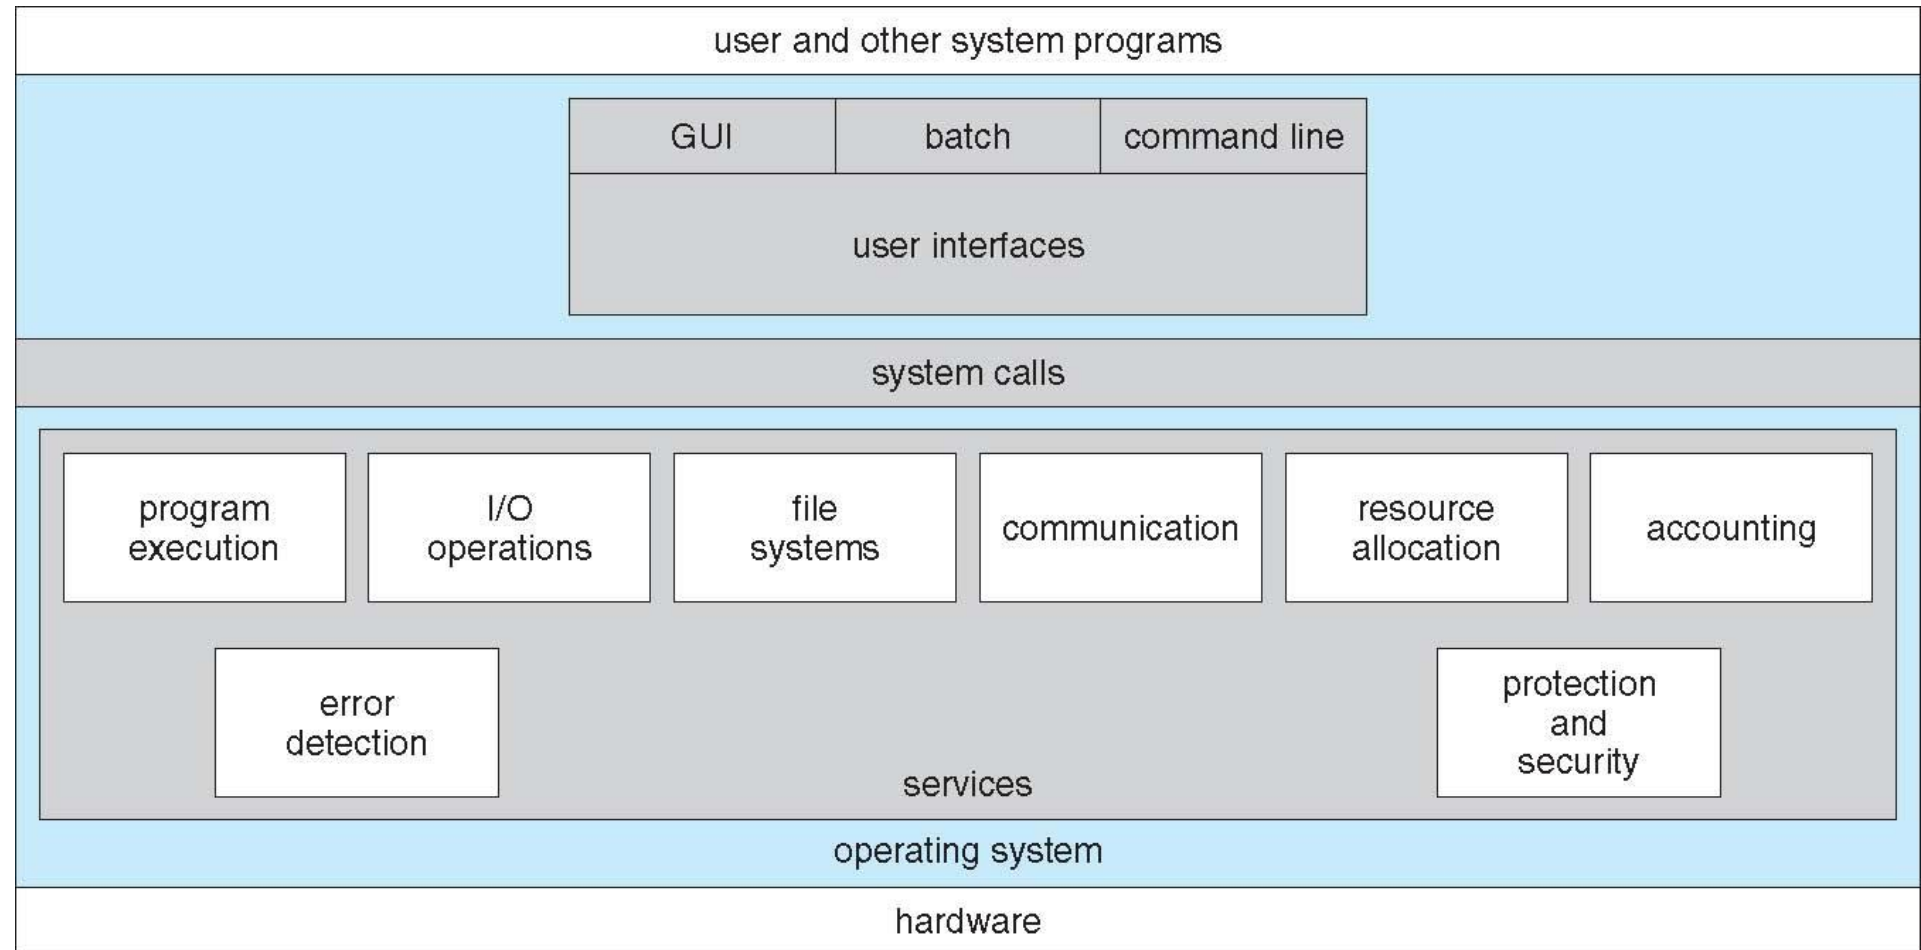 user and other system programs
GUI
batch
command line
user interfaces
system calls
program
execution
I/O
operations
file
systems
communication
resource
allocation
accounting
error
detection
protection
and
security
services
operating system
hardware